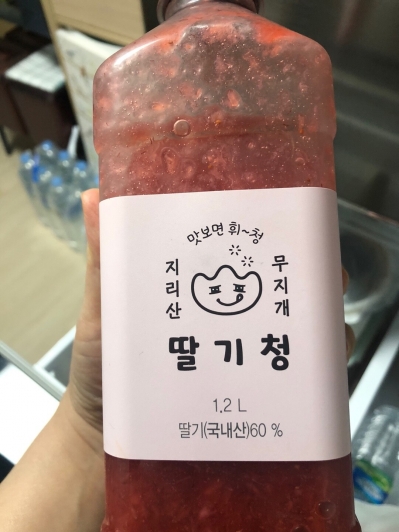 맛보면 휘~청
지리산
무지개
딸기청
1.2 L
딸기(국내산)60 %